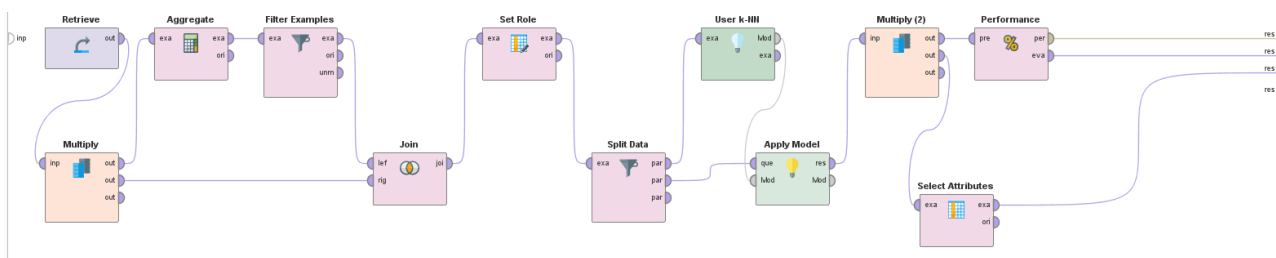 Retrieve
Aggregate
Filter Examples
Set Role
User k-NN
Multiply (2)
Performance
inp
out
exa
exa
ori
exa
exa
ori
unm
exa
exa
ori
exa
Mod
exa
inp
out
out
out
pre
per
eva
res
res
res
res
Multiply
Join
Split Data
Apply Model
inp
out
out
out
lef
rig
joi
exa
par
par
par
que
Mod
res
Mod
Select Attributes
exa
exa
ori